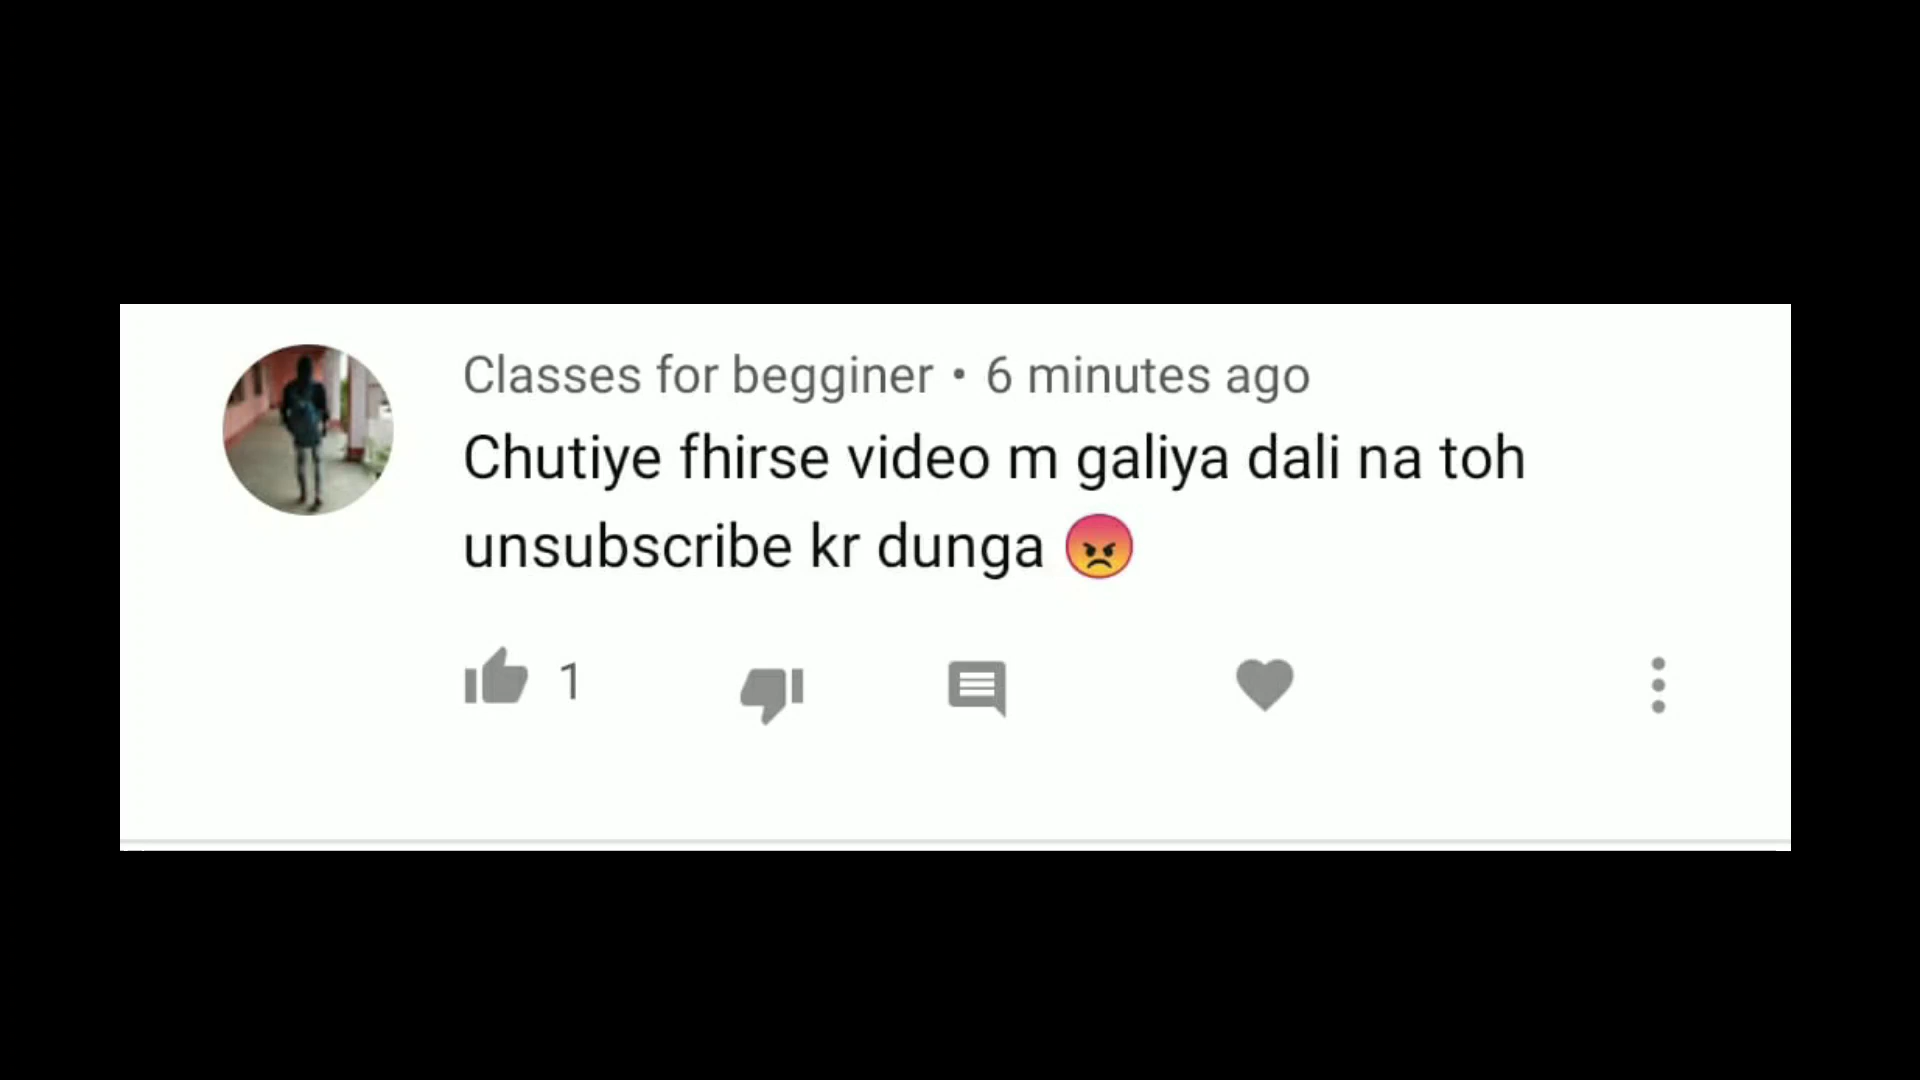 Classes for begginer • 6 minutes ago
Chutiye fhirse video m galiya dali na toh
unsubscribe kr dunga 😡
1